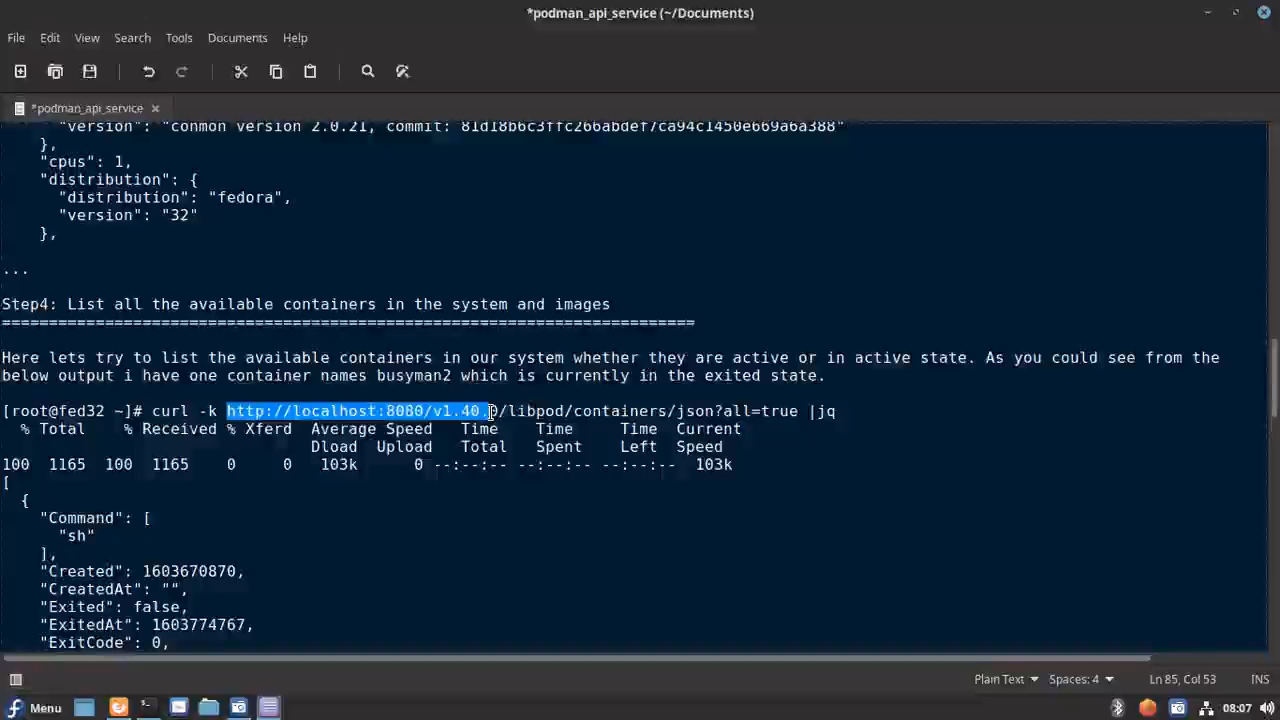 *podman_api_service (~/Documents)
File Edit View Search Tools Documents Help
*podman_api_service
"version": "conmon version 2.0.21, commit: 81d18b6c3ffc266abdef7ca94c1450e669a6a388"
},
"cpus": 1,
"distribution": {
"distribution": "fedora",
"version": "32"
},
...
Step4: List all the available containers in the system and images
==========================================================================
Here lets try to list the available containers in our system whether they are active or in active state. As you could see from the
below output i have one container names busyman2 which is currently in the exited state.
[root@fed32 ~]# curl -k http://localhost:8080/v1.40.0/libpod/containers/json?all=true |jq
% Total % Received % Xferd Average Speed Time Time Time Current
Dload Upload Total Spent Left Speed
100 1165 100 1165 0 0 103k 0 --:--:-- --:--:-- --:--:-- 103k
[
{
"Command": [
"sh"
],
"Created": 1603670870,
"CreatedAt": "",
"Exited": false,
"ExitedAt": 1603774767,
"ExitCode": 0,
Plain Text Spaces: 4 Ln 85, Col 53 INS
Menu 08:07